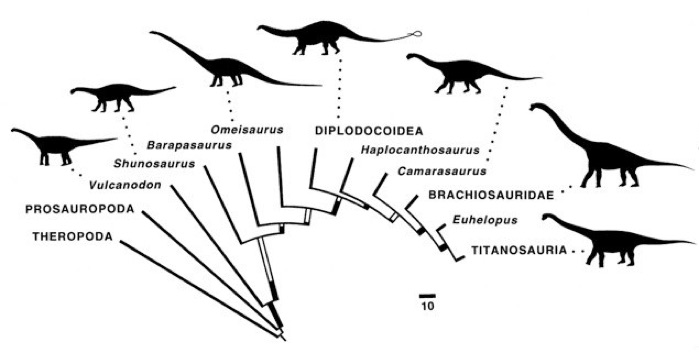 Omeisaurus
DIPLODOCOIDEA
Barapasaurus
Haplocanthosaurus
Shunosaurus
Camarasaurus
Vulcanodon
BRACHIOSAURIDAE
PROSAUROPODA
Euhelopus
THEROPODA
TITANOSAURIA
10